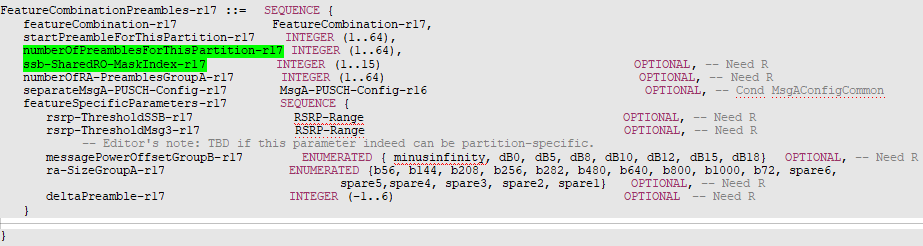 FeatureCombinationPreambles-r17 ::= SEQUENCE {
featureCombination-r17 FeatureCombination-r17,
startPreambleForThisPartition-r17 INTEGER (1..64),
numberOfPreamblesForThisPartition-r17 INTEGER (1..64),
ssb-SharedRO-MaskIndex-r17 INTEGER (1..15) OPTIONAL, -- Need R
numberOfRA-PreamblesGroupA-r17 INTEGER (1..64) OPTIONAL, -- Need R
separateMsgA-PUSCH-Config-r17 MsgA-PUSCH-Config-r16 OPTIONAL, -- Cond MsgAConfigCommon
featureSpecificParameters-r17 SEQUENCE {
rsrp-ThresholdSSB-r17 RSRP-Range OPTIONAL, -- Need R
rsrp-ThresholdMsg3-r17 RSRP-Range OPTIONAL, -- Need R
-- Editor's note: TBD if this parameter indeed can be partition-specific.
messagePowerOffsetGroupB-r17 ENUMERATED { minusinfinity, dB0, dB5, dB8, dB10, dB12, dB15, dB18} OPTIONAL, -- Need R
ra-SizeGroupA-r17 ENUMERATED {b56, b144, b208, b256, b282, b480, b640, b800, b1000, b72, spare6,
spare5,spare4, spare3, spare2, spare1} OPTIONAL, -- Need R
deltaPreamble-r17 INTEGER (-1..6) OPTIONAL -- Need R
}
}